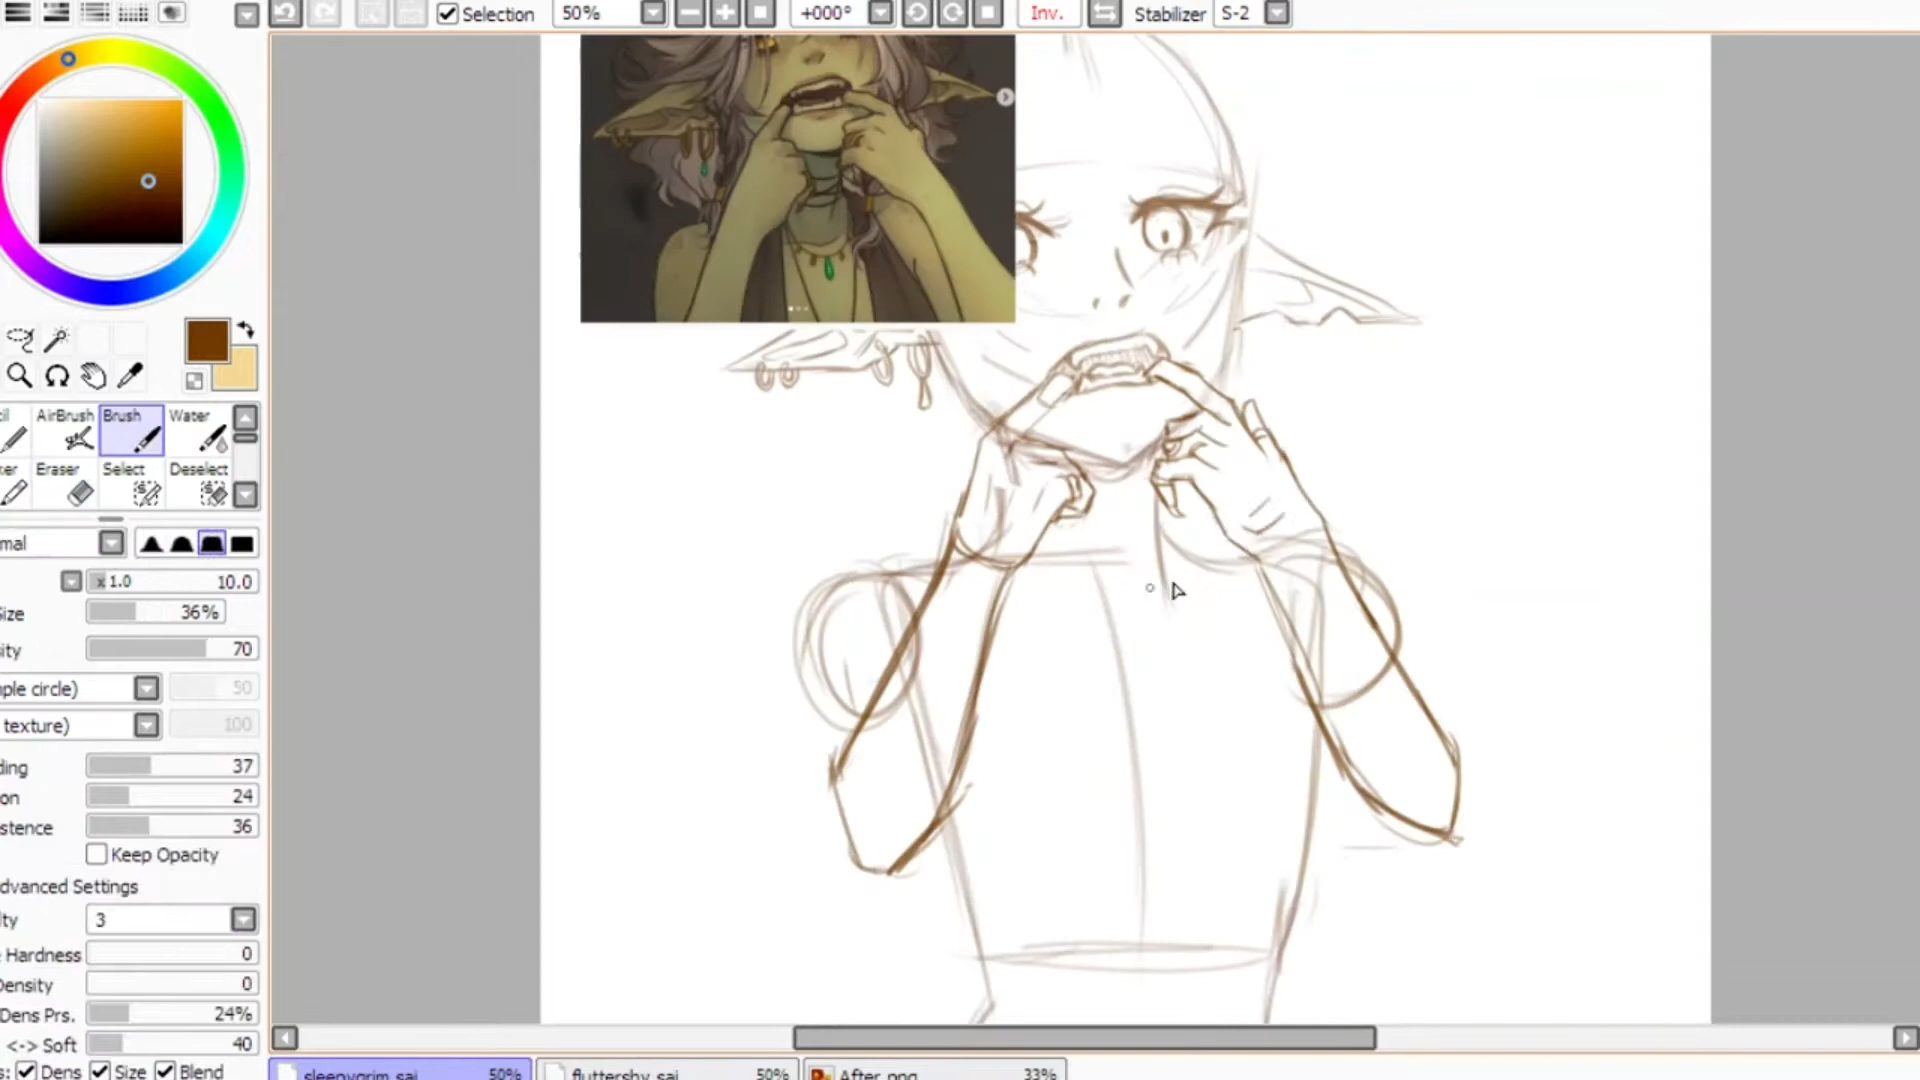 Selection 50% +000° Inv. Stabilizer S-2
AirBrush Brush Water
Eraser Select Deselect
mal
x 1.0 10.0
Size 36%
ity 70
ple circle) 50
texture) 100
ding 37
on 24
stence 36
Keep Opacity
dvanced Settings
lty 3
Hardness 0
Density 0
Dens Prs. 24%
<-> Soft 40
s: Dens Size Blend
sleepygrim.sai 50% fluttershy.sai 50% After.png 33%